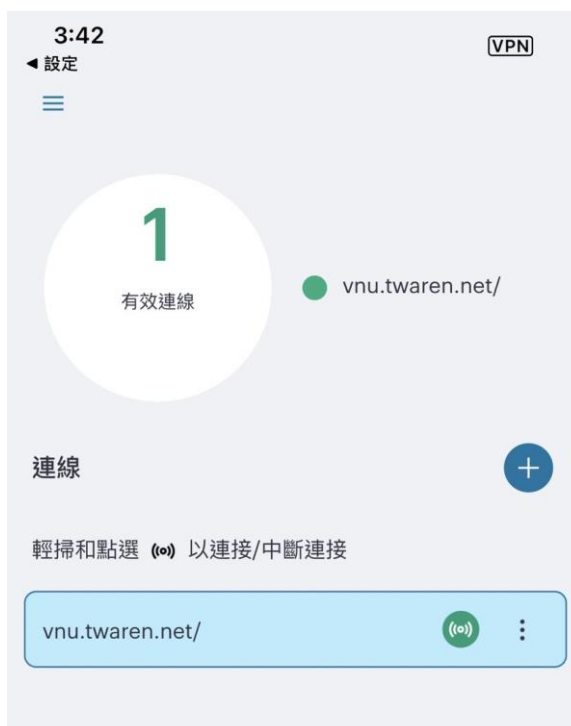 3:42
VPN
◀ 設定
1
有效連線
vnu.twaren.net/
連線
輕掃和點選 以連接/中斷連接
vnu.twaren.net/